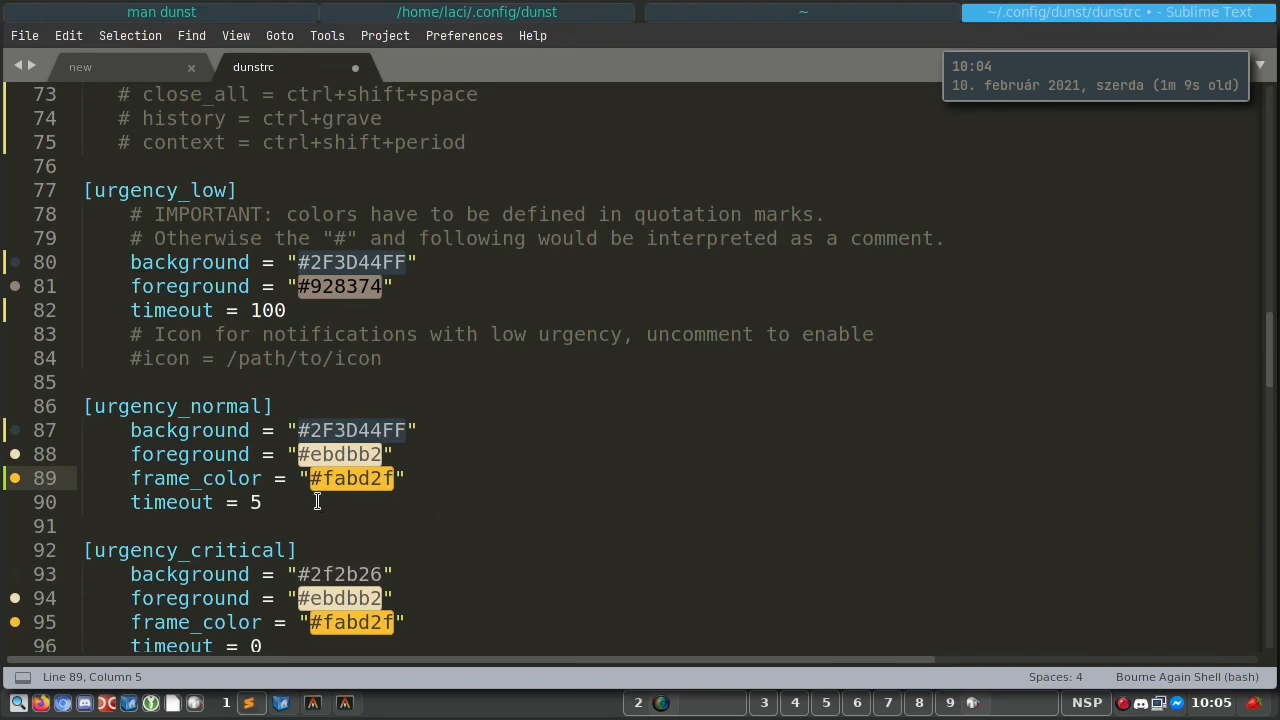 man dunst
/home/laci/.config/dunst
~
~/.config/dunst/dunstrc • - Sublime Text
File Edit Selection Find View Goto Tools Project Preferences Help
new
dunstrc
10:04
10. február 2021, szerda (1m 9s old)
73 # close_all = ctrl+shift+space
74 # history = ctrl+grave
75 # context = ctrl+shift+period
76
77 [urgency_low]
78 # IMPORTANT: colors have to be defined in quotation marks.
79 # Otherwise the "#" and following would be interpreted as a comment.
80 background = "#2F3D44FF"
81 foreground = "#928374"
82 timeout = 100
83 # Icon for notifications with low urgency, uncomment to enable
84 #icon = /path/to/icon
85
86 [urgency_normal]
87 background = "#2F3D44FF"
88 foreground = "#ebdbb2"
89 frame_color = "#fabd2f"
90 timeout = 5
91
92 [urgency_critical]
93 background = "#2f2b26"
94 foreground = "#ebdbb2"
95 frame_color = "#fabd2f"
96 timeout = 0
Line 89, Column 5
Spaces: 4
Bourne Again Shell (bash)
1 2 3 4 5 6 7 8 9 NSP 10:05